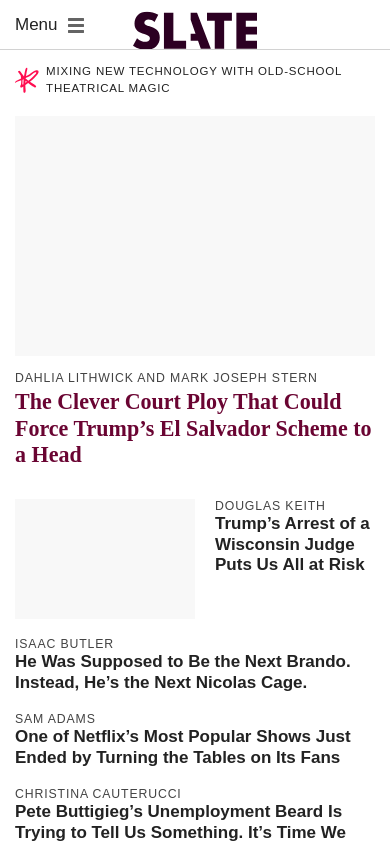 Menu
SLATE
MIXING NEW TECHNOLOGY WITH OLD-SCHOOL
THEATRICAL MAGIC
DAHLIA LITHWICK AND MARK JOSEPH STERN
The Clever Court Ploy That Could
Force Trump’s El Salvador Scheme to
a Head
DOUGLAS KEITH
Trump’s Arrest of a
Wisconsin Judge
Puts Us All at Risk
ISAAC BUTLER
He Was Supposed to Be the Next Brando.
Instead, He’s the Next Nicolas Cage.
SAM ADAMS
One of Netflix’s Most Popular Shows Just
Ended by Turning the Tables on Its Fans
CHRISTINA CAUTERUCCI
Pete Buttigieg’s Unemployment Beard Is
Trying to Tell Us Something. It’s Time We